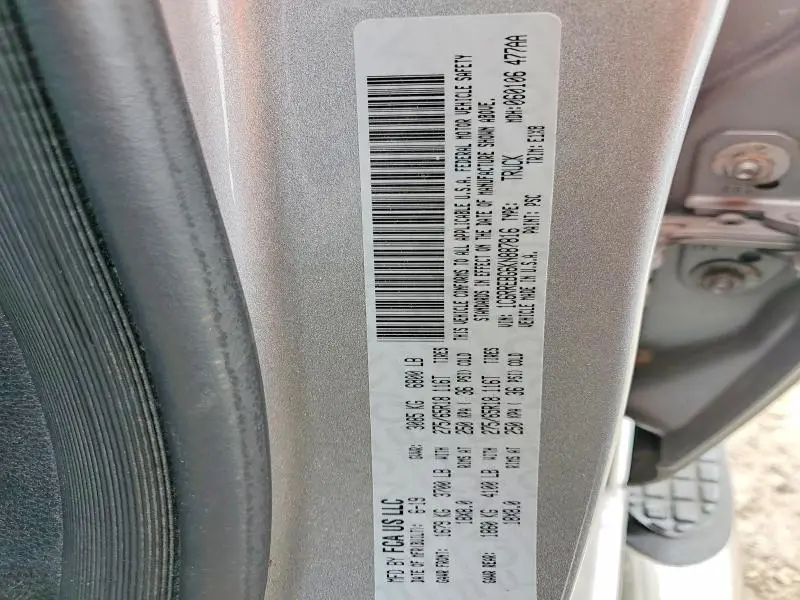 MFD BY FCA US LLC
DATE OF MFR(BUILT): 6-19 GVWR: 3085 KG 6800 LB
GAWR FRONT: 1679 KG 3700 LB WITH 275/65R18 116T TIRES
18X8.0 RIMS AT 250 KPA ( 36 PSI) COLD
GAWR REAR: 1860 KG 4100 LB WITH 275/65R18 116T TIRES
18X8.0 RIMS AT 250 KPA ( 36 PSI) COLD
THIS VEHICLE CONFORMS TO ALL APPLICABLE U.S.A. FEDERAL MOTOR VEHICLE SAFETY
STANDARDS IN EFFECT ON THE DATE OF MANUFACTURE SHOWN ABOVE.
VIN: 1C6RREBGXKN887816 TYPE: TRUCK MDH:060106 477AA
VEHICLE MADE IN U.S.A. PAINT: PSC TRIM: E1X8